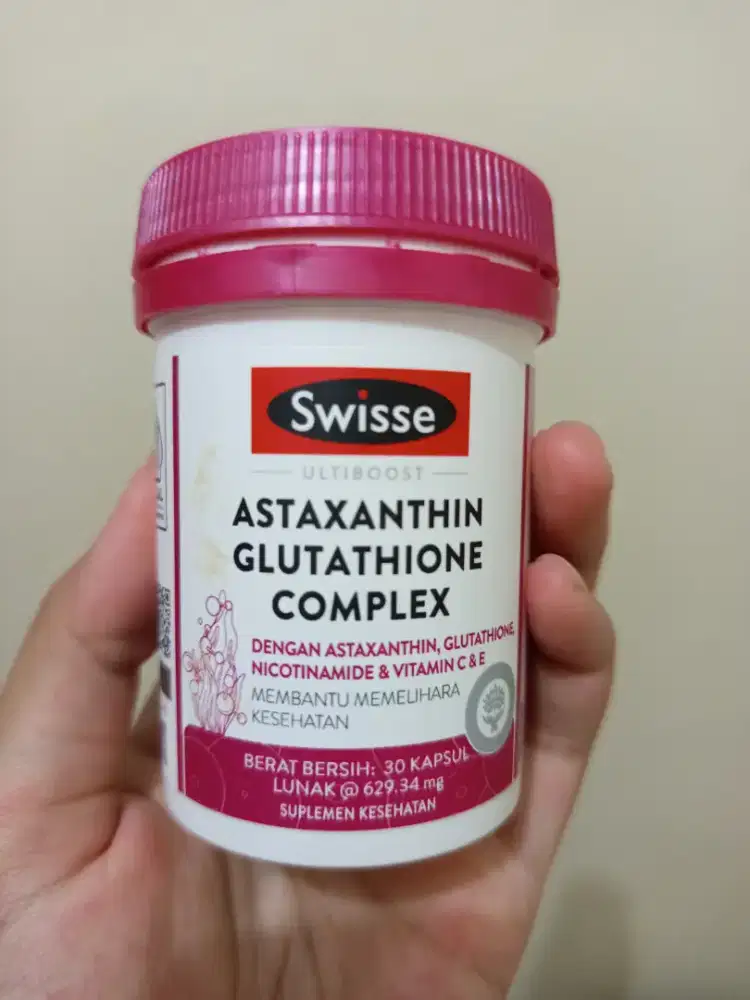 Swisse
ULTIBOOST
ASTAXANTHIN
GLUTATHIONE
COMPLEX
DENGAN ASTAXANTHIN, GLUTATHIONE,
NICOTINAMIDE & VITAMIN C & E
MEMBANTU MEMELIHARA
KESEHATAN
BERAT BERSIH: 30 KAPSUL
LUNAK @ 629.34 mg
SUPLEMEN KESEHATAN